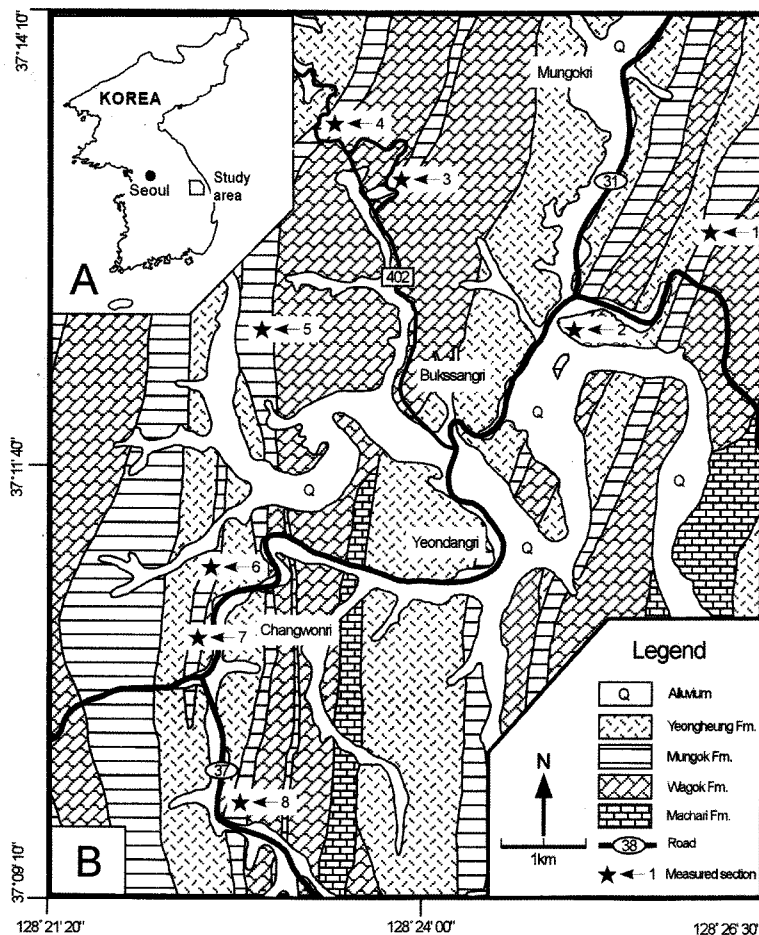 37°14'10"
KOREA
Seoul
Study
area
A
Mungokri
Q
4
3
31
1
402
5
2
Bukssangri
Q
37°11'40"
Q
Q
Yeondangri
Q
6
Changwonri
7
37
8
B
37°09'10"
Legend
Q Alluvium
Yeongheung Fm.
Mungok Fm.
Wagok Fm.
Machari Fm.
38 Road
1 Measured section
N
1km
128°21'20"
128°24'00"
128°26'30"